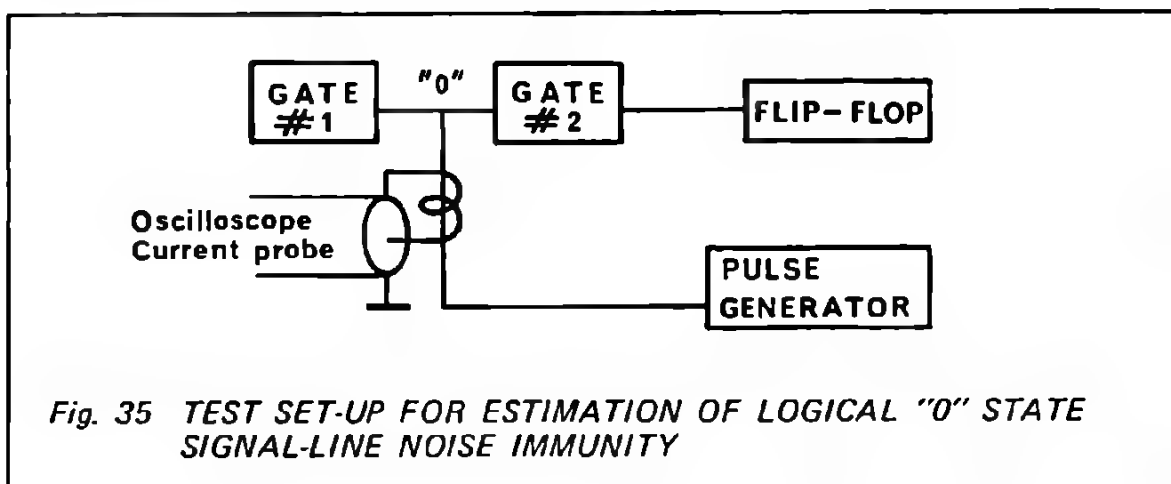 GATE
#1
"0"
GATE
#2
FLIP-FLOP
Oscilloscope
Current probe
PULSE
GENERATOR
Fig. 35 TEST SET-UP FOR ESTIMATION OF LOGICAL "0" STATE
SIGNAL-LINE NOISE IMMUNITY